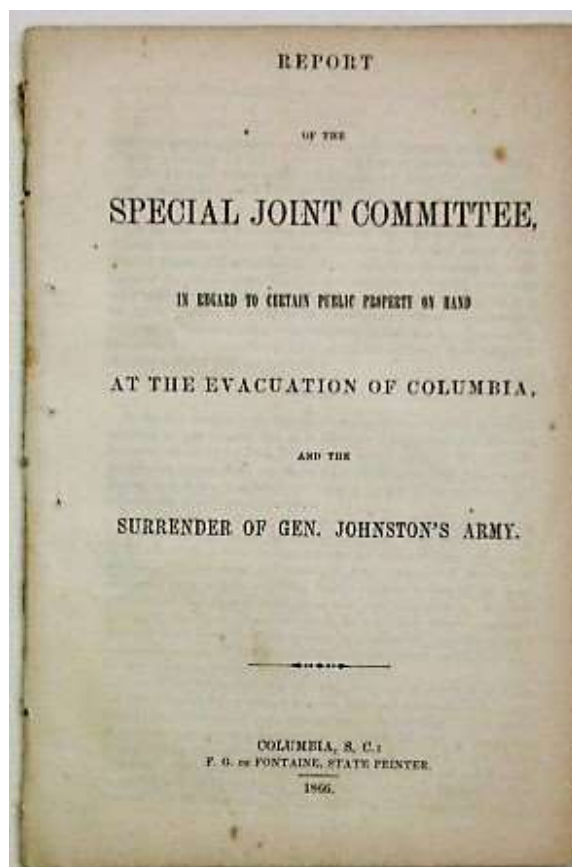 REPORT
OF THE
SPECIAL JOINT COMMITTEE,
IN REGARD TO CERTAIN PUBLIC PROPERTY ON HAND
AT THE EVACUATION OF COLUMBIA,
AND THE
SURRENDER OF GEN. JOHNSTON'S ARMY.
COLUMBIA, S. C.:
F. G. DE FONTAINE, STATE PRINTER.
1866.